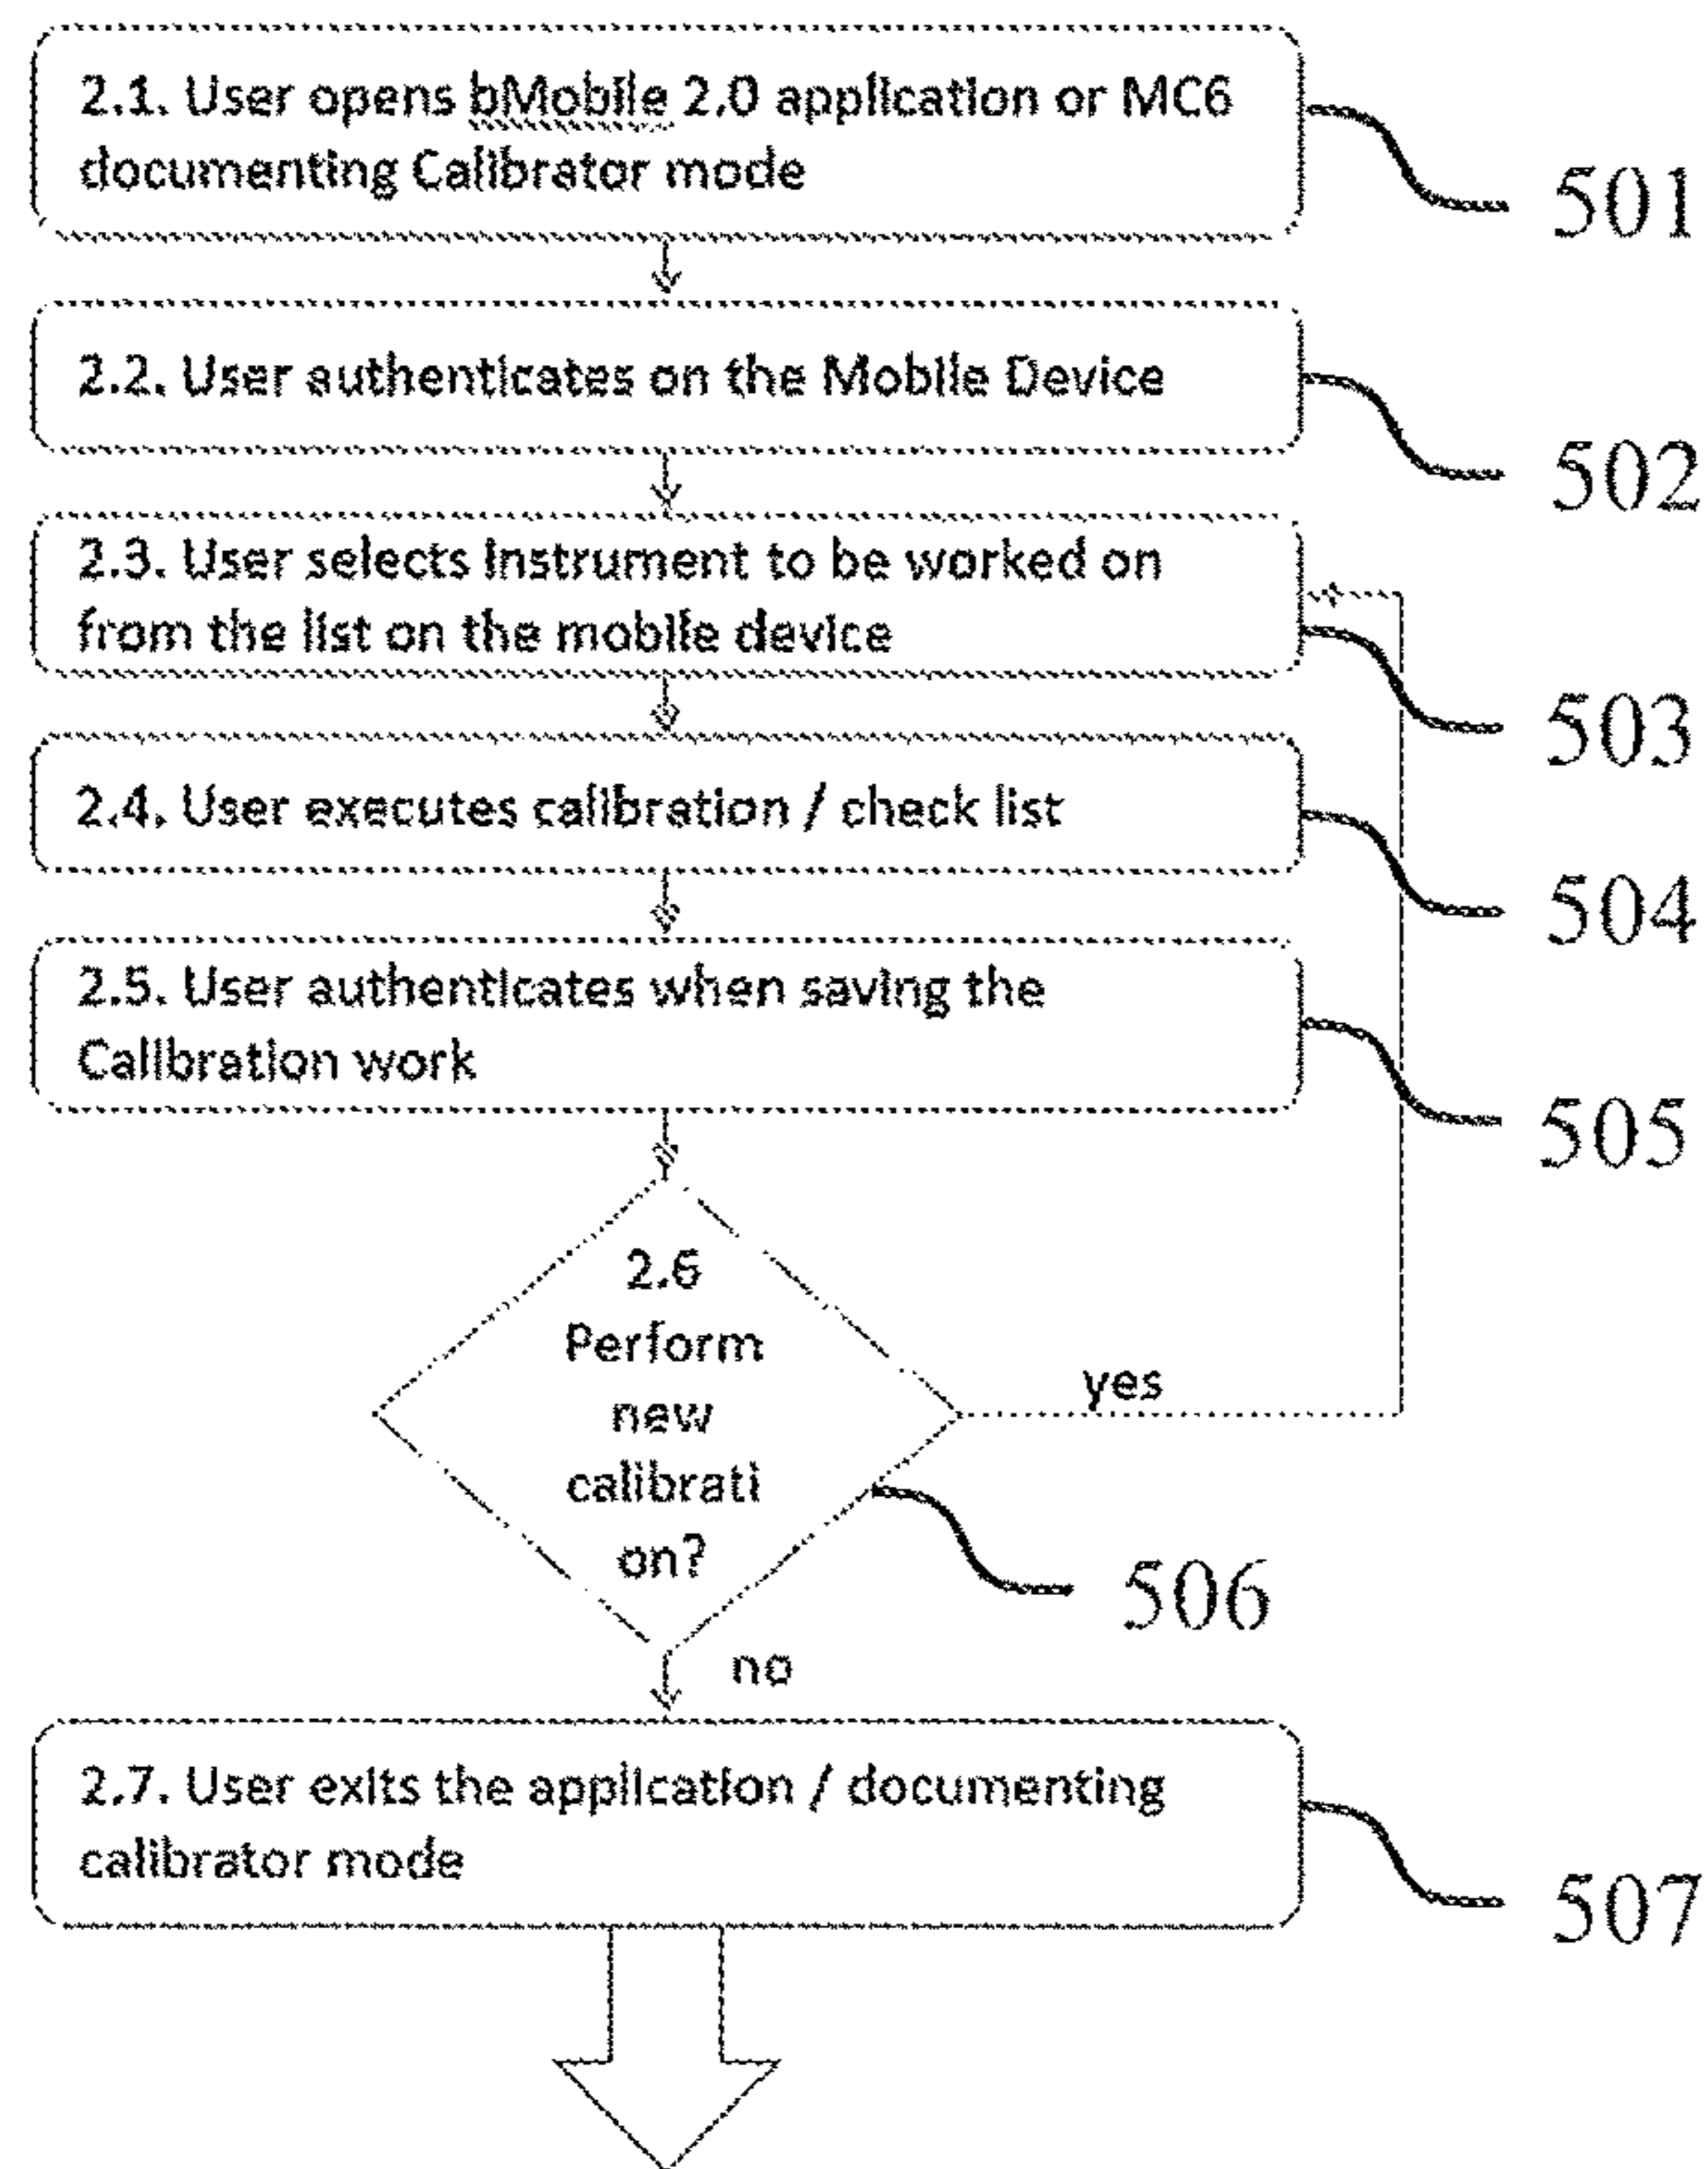 2.1. User opens bMobile 2.0 application or MC6
documenting Calibrator mode
501
2.2. User authenticates on the Mobile Device
502
2.3. User selects Instrument to be worked on
from the list on the mobile device
503
2.4. User executes calibration / check list
504
2.5. User authenticates when saving the
Calibration work
505
2.6
Perform
new
calibrati
on?
yes
506
no
2.7. User exits the application / documenting
calibrator mode
507